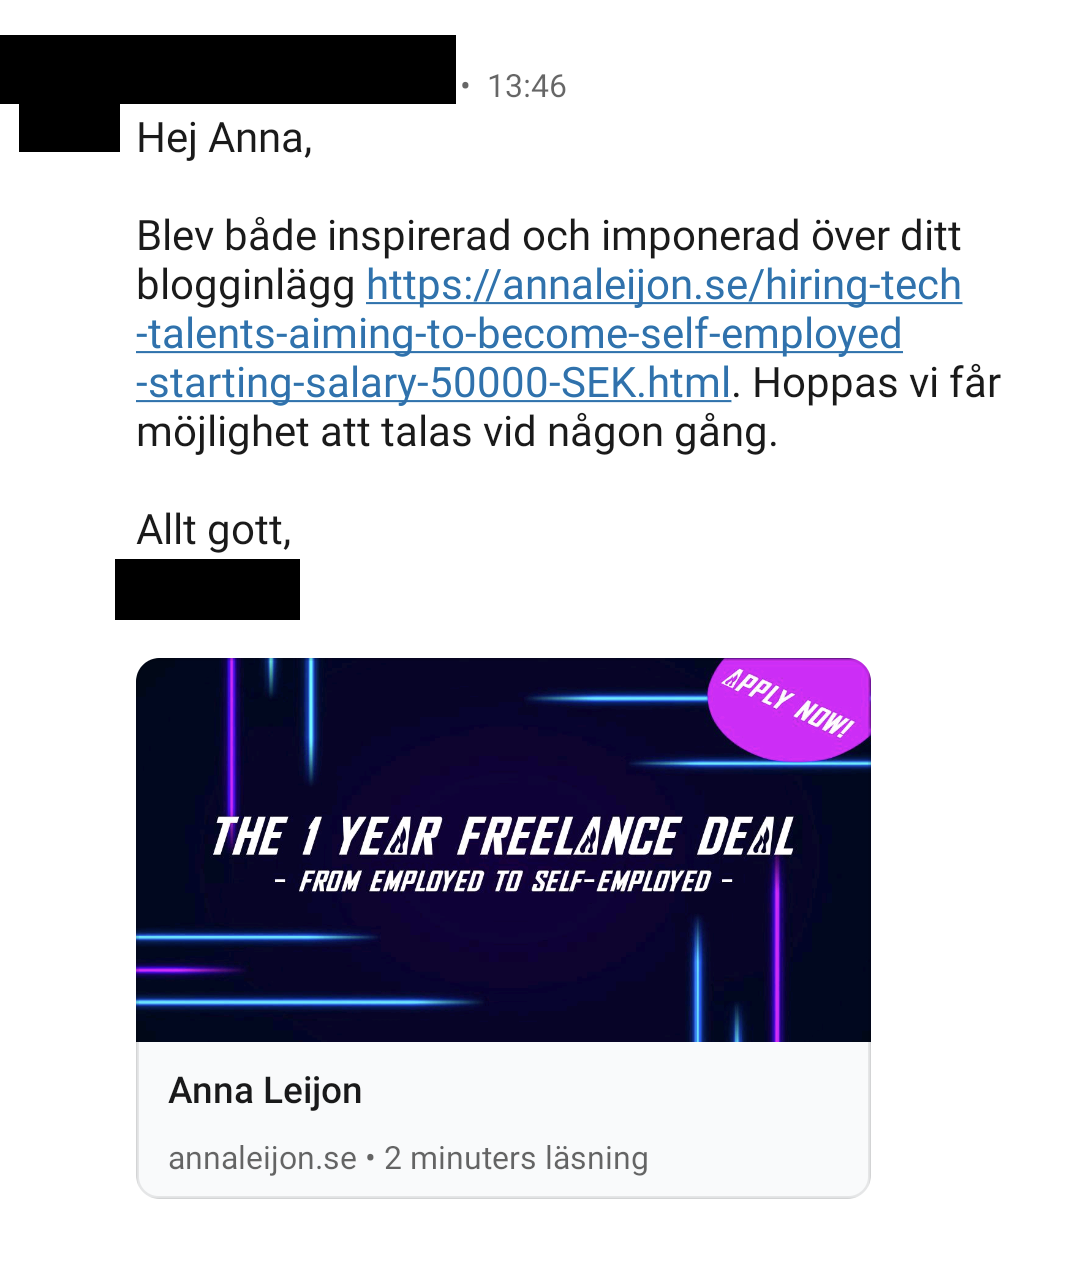 • 13:46
Hej Anna,
Blev både inspirerad och imponerad över ditt
blogginlägg https://annaleijon.se/hiring-tech
-talents-aiming-to-become-self-employed
-starting-salary-50000-SEK.html. Hoppas vi får
möjlighet att talas vid någon gång.
Allt gott,
APPLY NOW!
THE 1 YEAR FREELANCE DEAL
- FROM EMPLOYED TO SELF-EMPLOYED -
Anna Leijon
annaleijon.se • 2 minuters läsning